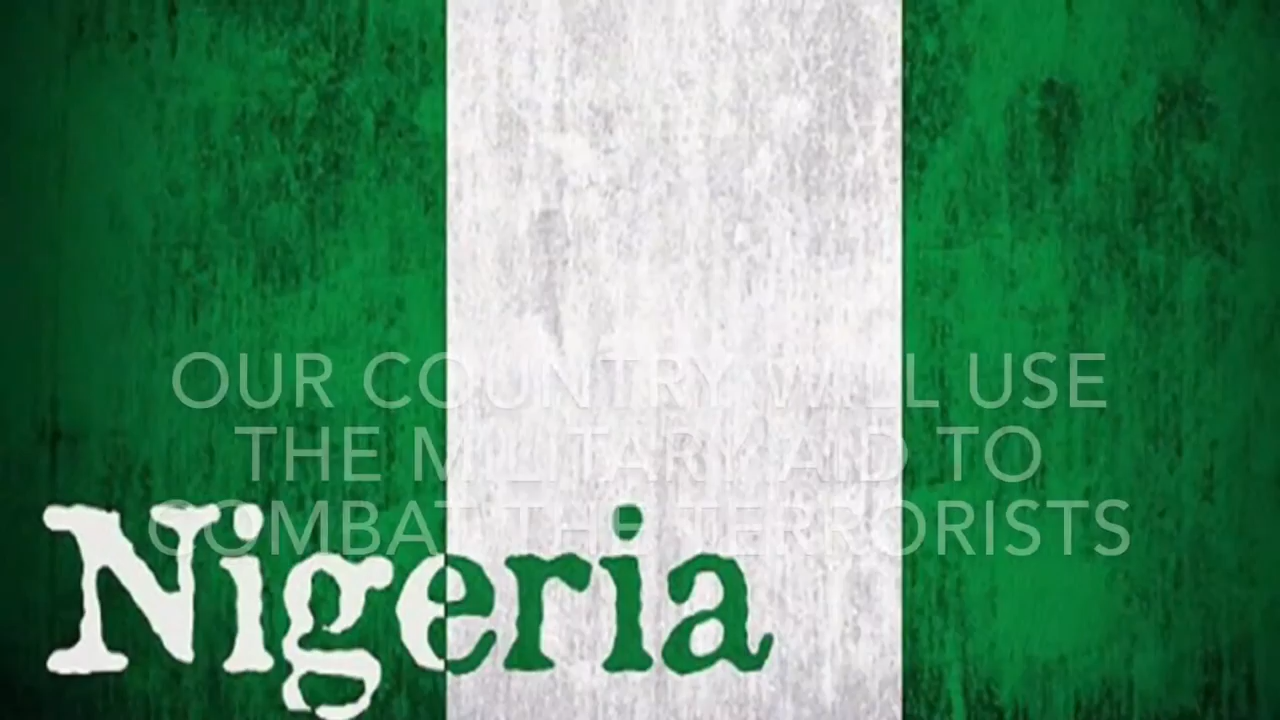 OUR COUNTRY WILL USE
THE MILITARY AID TO
COMBAT THE TERRORISTS
Nigeria